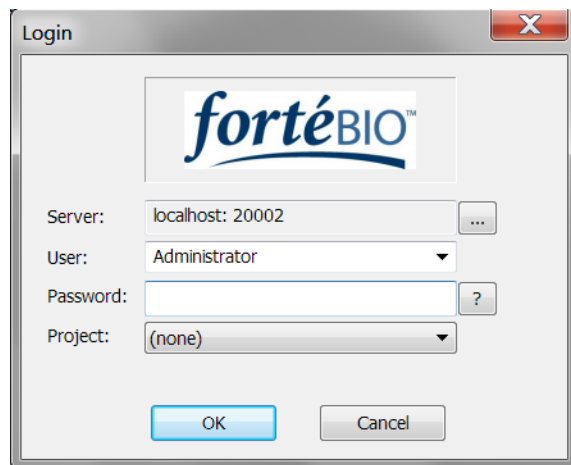 Login
X
fortéBIO™
Server: localhost: 20002 ...
User: Administrator
Password: ?
Project: (none)
OK Cancel